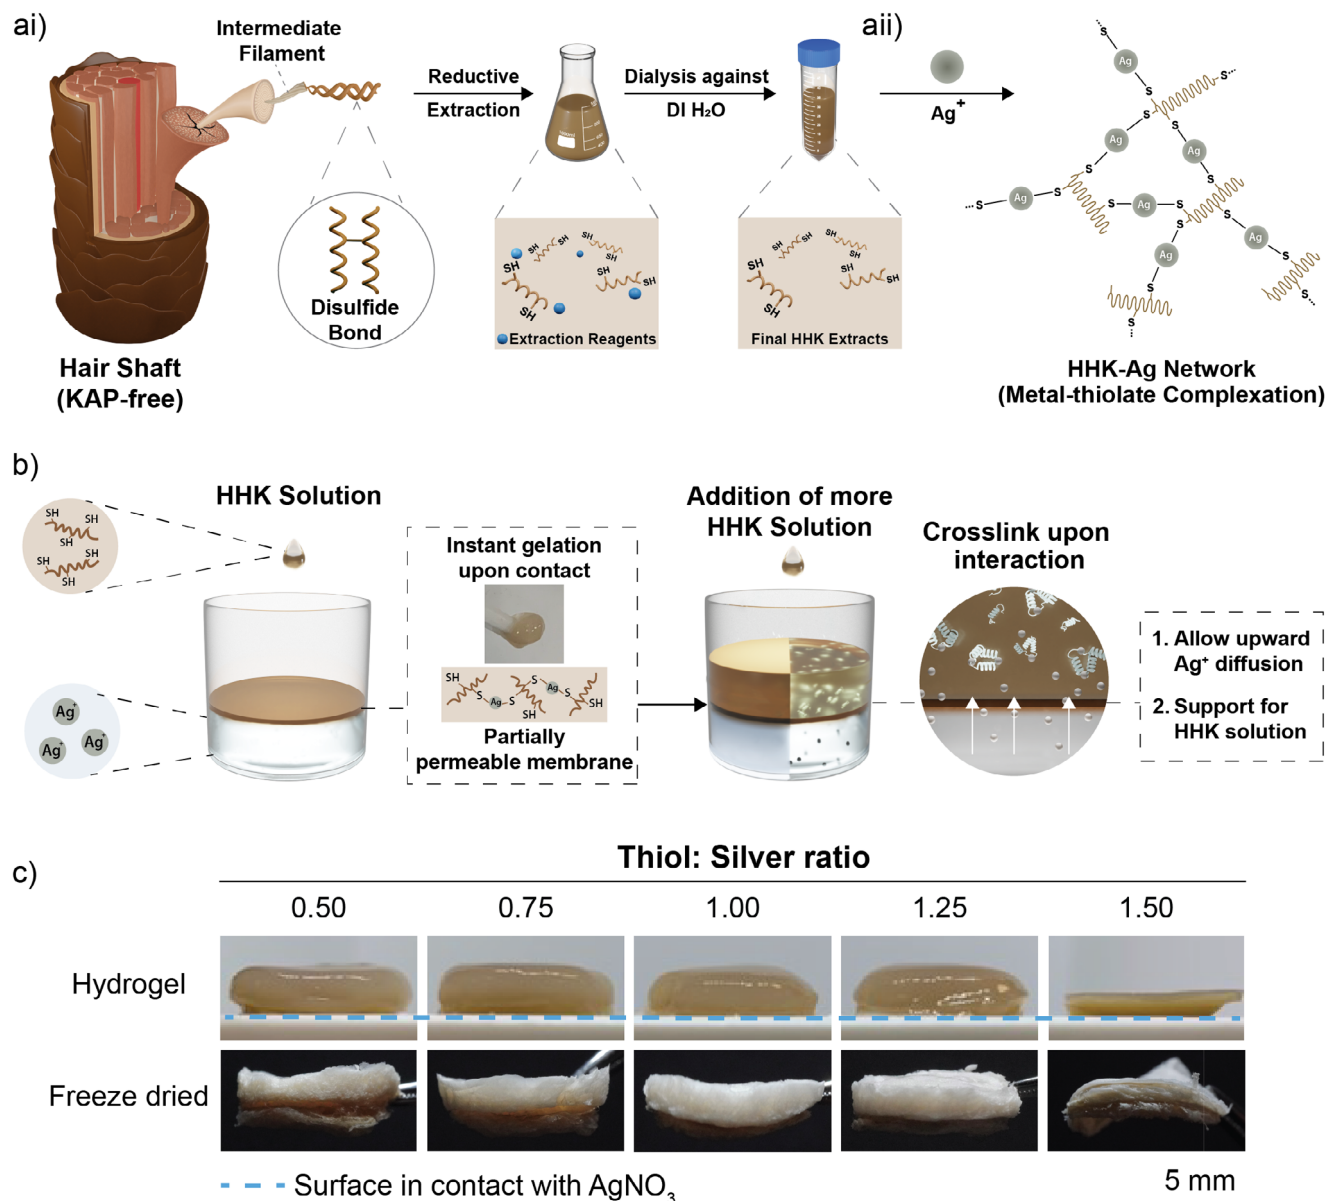 ai)
Intermediate
Filament
Reductive
Extraction
Dialysis against
DI H₂O
aii)
Ag⁺
Disulfide
Bond
SH
SH
SH
SH
SH
SH
Extraction Reagents
SH
SH
SH
SH
SH
SH
Final HHK Extracts
Hair Shaft
(KAP-free)
S
Ag
S
S...
S
Ag
S
S
Ag
S
...S
Ag
S
S
Ag
S
S
S
Ag
S
S
Ag
S
S
...
S
...
HHK-Ag Network
(Metal-thiolate Complexation)
b)
HHK Solution
SH
SH
SH
SH
SH
SH
Ag⁺
Ag⁺
Ag⁺
Instant gelation
upon contact
SH
S
Ag
S
S
Ag
S
SH
SH
Partially
permeable membrane
Addition of more
HHK Solution
Crosslink upon
interaction
1. Allow upward
Ag⁺ diffusion
2. Support for
HHK solution
c)
Thiol: Silver ratio
0.50 0.75 1.00 1.25 1.50
Hydrogel
Freeze dried
Surface in contact with AgNO₃
5 mm